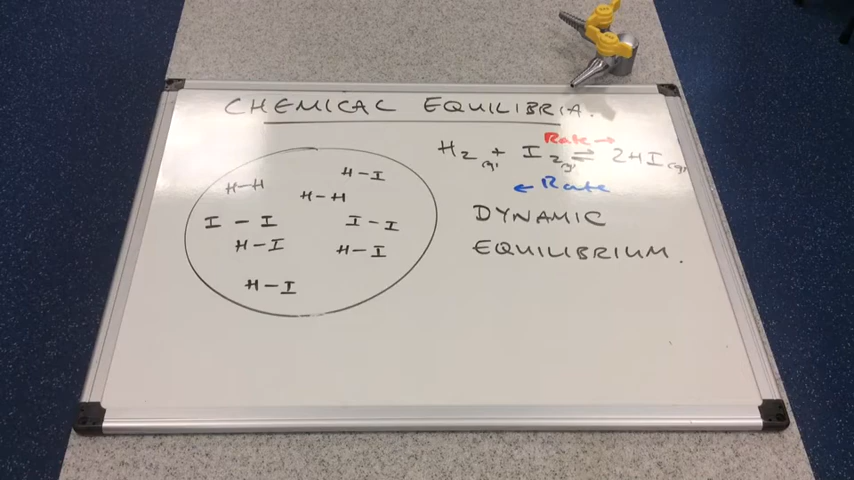 CHEMICAL EQUILIBRIA.
Rate →
H2(g) + I2(g) ⇌ 2HI(g)
← Rate
DYNAMIC
EQUILIBRIUM.
H-I
H-H
H-H
I-I
I-I
H-I
H-I
H-I